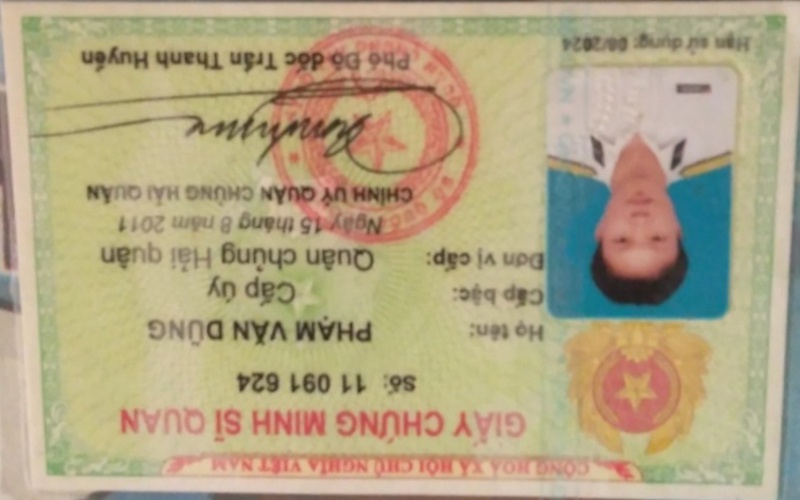 CỘNG HOÀ XÃ HỘI CHỦ NGHĨA VIỆT NAM
GIẤY CHỨNG MINH SĨ QUAN
Số: 11 091 624
Họ tên: PHẠM VĂN DŨNG
Cấp bậc: Cấp úy
Đơn vị cấp: Quân chủng Hải quân
Ngày 15 tháng 8 năm 2011
CHÍNH UỶ QUÂN CHỦNG HẢI QUÂN
Phó Đô đốc Trần Thanh Huyền
Hạn sử dụng: 08/2024